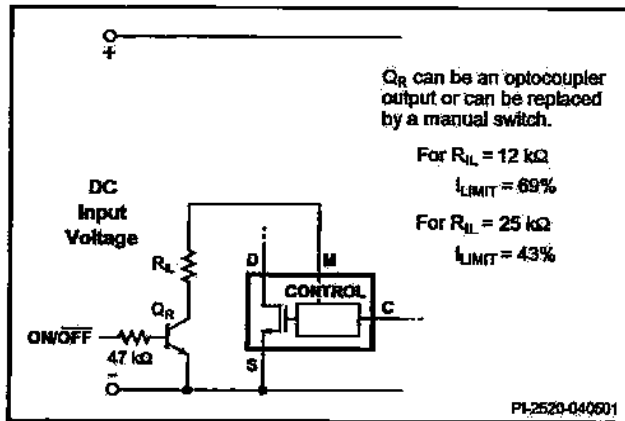 +
Q_R can be an optocoupler
output or can be replaced
by a manual switch.
For R_IL = 12 kΩ
I_LIMIT = 69%
For R_IL = 25 kΩ
I_LIMIT = 43%
DC
Input
Voltage
R_IL
D M
CONTROL
C
Q_R
ON/O̅F̅F̅
47 kΩ
S
-
PI-2520-040501